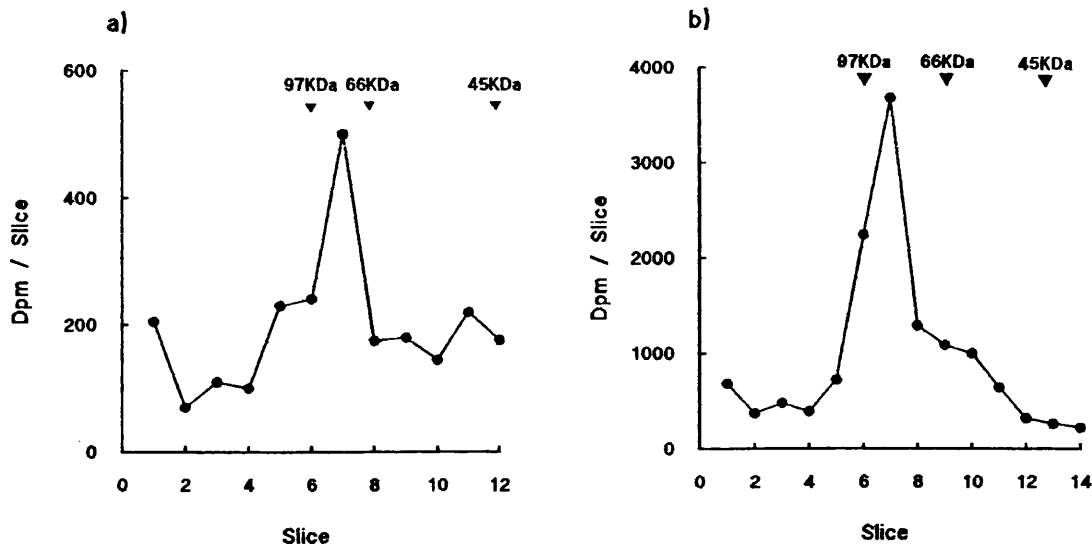 a)
600
400
200
0
Dpm / Slice
97KDa 66KDa 45KDa
0 2 4 6 8 10 12
Slice
b)
4000
3000
2000
1000
0
Dpm / Slice
97KDa 66KDa 45KDa
0 2 4 6 8 10 12 14
Slice